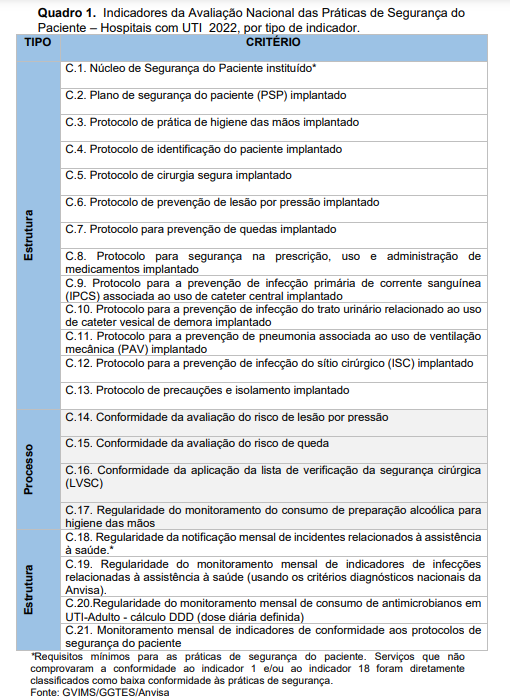 Quadro 1. Indicadores da Avaliação Nacional das Práticas de Segurança do
Paciente – Hospitais com UTI 2022, por tipo de indicador.
TIPO CRITÉRIO
Estrutura
C.1. Núcleo de Segurança do Paciente instituído*
C.2. Plano de segurança do paciente (PSP) implantado
C.3. Protocolo de prática de higiene das mãos implantado
C.4. Protocolo de identificação do paciente implantado
C.5. Protocolo de cirurgia segura implantado
C.6. Protocolo de prevenção de lesão por pressão implantado
C.7. Protocolo para prevenção de quedas implantado
C.8. Protocolo para segurança na prescrição, uso e administração de
medicamentos implantado
C.9. Protocolo para a prevenção de infecção primária de corrente sanguínea
(IPCS) associada ao uso de cateter central implantado
C.10. Protocolo para a prevenção de infecção do trato urinário relacionado ao uso
de cateter vesical de demora implantado
C.11. Protocolo para a prevenção de pneumonia associada ao uso de ventilação
mecânica (PAV) implantado
C.12. Protocolo para a prevenção de infecção do sítio cirúrgico (ISC) implantado
C.13. Protocolo de precauções e isolamento implantado
Processo
C.14. Conformidade da avaliação do risco de lesão por pressão
C.15. Conformidade da avaliação do risco de queda
C.16. Conformidade da aplicação da lista de verificação da segurança cirúrgica
(LVSC)
C.17. Regularidade do monitoramento do consumo de preparação alcoólica para
higiene das mãos
Estrutura
C.18. Regularidade da notificação mensal de incidentes relacionados à assistência
à saúde.*
C.19. Regularidade do monitoramento mensal de indicadores de infecções
relacionadas à assistência à saúde (usando os critérios diagnósticos nacionais da
Anvisa).
C.20.Regularidade do monitoramento mensal de consumo de antimicrobianos em
UTI-Adulto - cálculo DDD (dose diária definida)
C.21. Monitoramento mensal de indicadores de conformidade aos protocolos de
segurança do paciente
*Requisitos mínimos para as práticas de segurança do paciente. Serviços que não
comprovaram a conformidade ao indicador 1 e/ou ao indicador 18 foram diretamente
classificados como baixa conformidade às práticas de segurança.
Fonte: GVIMS/GGTES/Anvisa